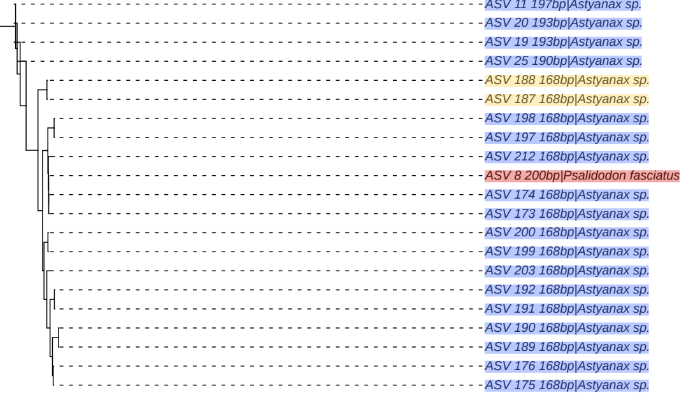 ASV 11 197bp|Astyanax sp.
ASV 20 193bp|Astyanax sp.
ASV 19 193bp|Astyanax sp.
ASV 25 190bp|Astyanax sp.
ASV 188 168bp|Astyanax sp.
ASV 187 168bp|Astyanax sp.
ASV 198 168bp|Astyanax sp.
ASV 197 168bp|Astyanax sp.
ASV 212 168bp|Astyanax sp.
ASV 8 200bp|Psalidodon fasciatus
ASV 174 168bp|Astyanax sp.
ASV 173 168bp|Astyanax sp.
ASV 200 168bp|Astyanax sp.
ASV 199 168bp|Astyanax sp.
ASV 203 168bp|Astyanax sp.
ASV 192 168bp|Astyanax sp.
ASV 191 168bp|Astyanax sp.
ASV 190 168bp|Astyanax sp.
ASV 189 168bp|Astyanax sp.
ASV 176 168bp|Astyanax sp.
ASV 175 168bp|Astyanax sp.